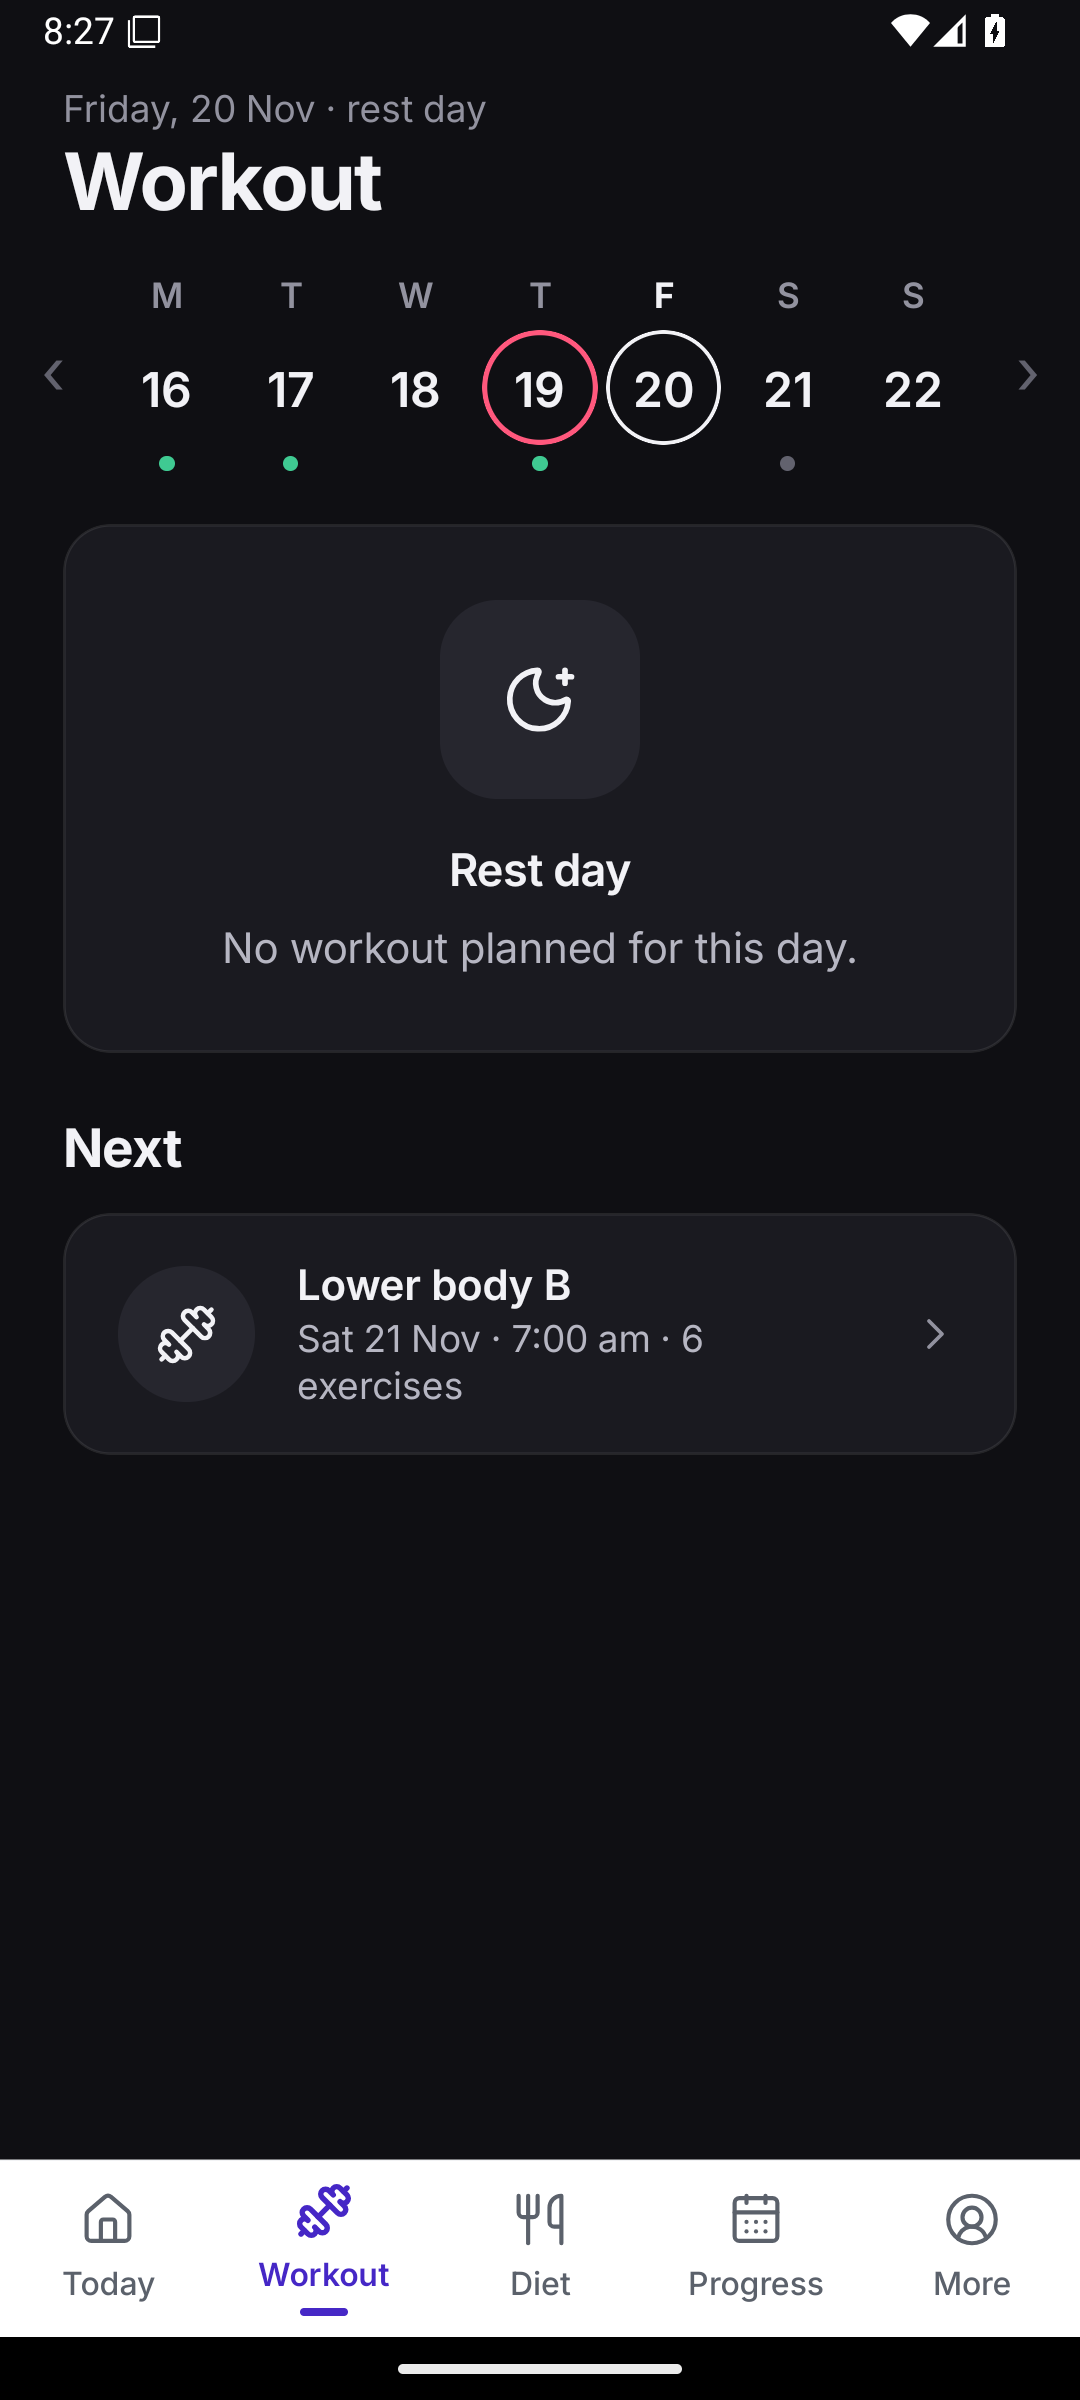 8:27
Friday, 20 Nov · rest day
Workout
M T W T F S S
16 17 18 19 20 21 22
Rest day
No workout planned for this day.
Next
Lower body B
Sat 21 Nov · 7:00 am · 6
exercises
Today Workout Diet Progress More